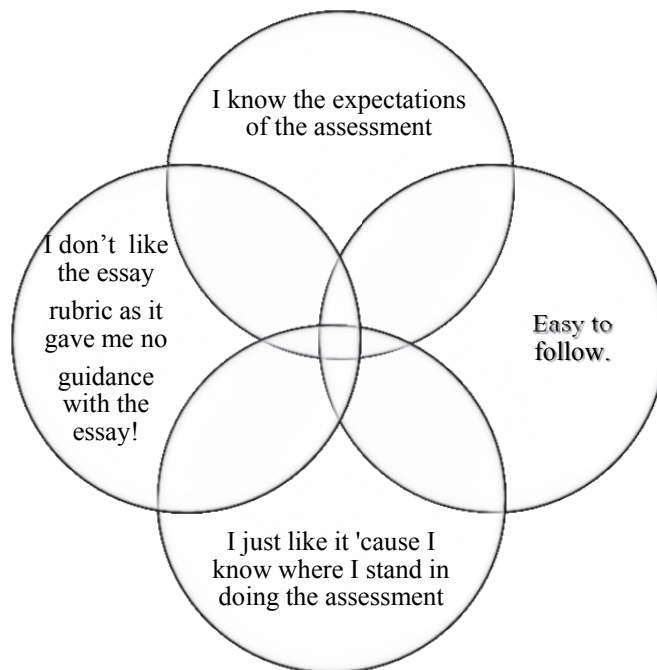 I know the expectations
of the assessment
I don’t like
the essay
rubric as it
gave me no
guidance
with the
essay!
Easy to
follow.
I just like it 'cause I
know where I stand in
doing the assessment